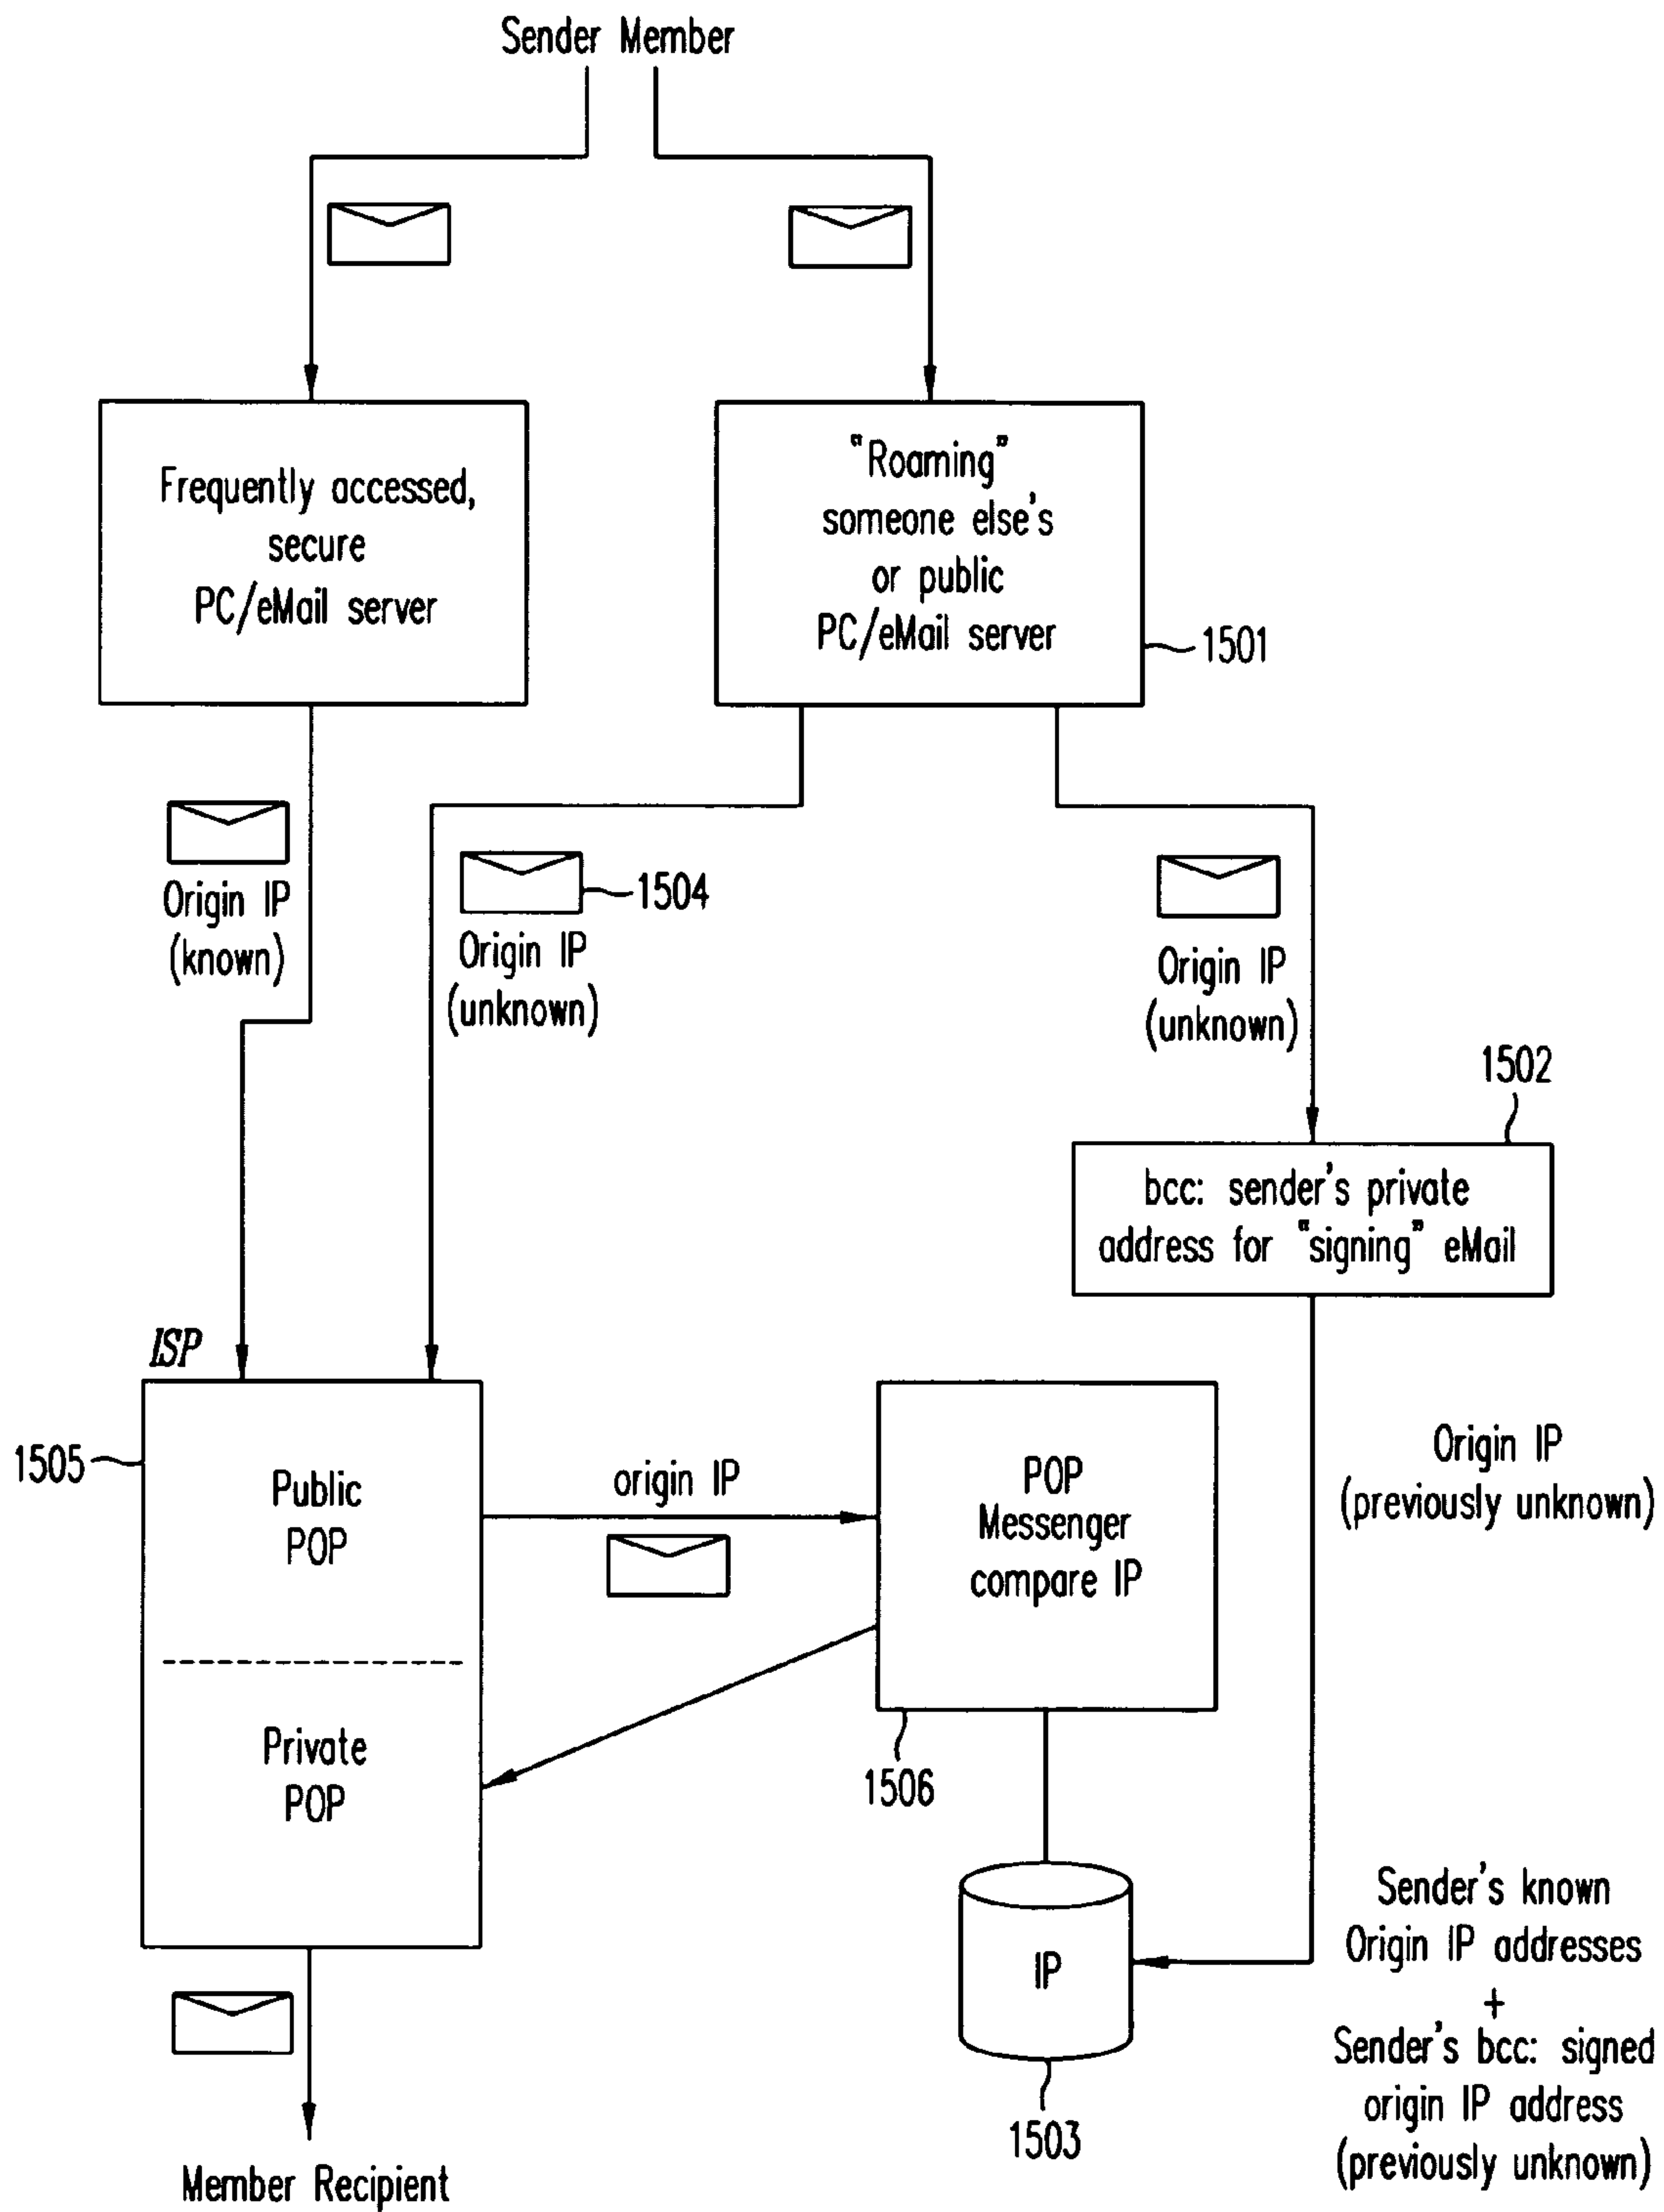 Sender Member
Frequently accessed,
secure
PC/eMail server
"Roaming"
someone else's
or public
PC/eMail server
1501
Origin IP
(known)
1504
Origin IP
(unknown)
Origin IP
(unknown)
1502
bcc: sender's private
address for "signing" eMail
ISP
1505
Public
POP
origin IP
POP
Messenger
compare IP
Origin IP
(previously unknown)
Private
POP
1506
IP
1503
Sender's known
Origin IP addresses
+
Sender's bcc: signed
origin IP address
(previously unknown)
Member Recipient